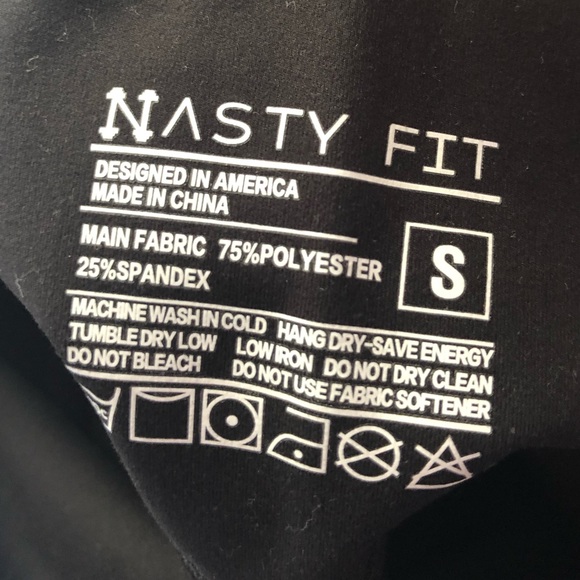 NASTY FIT
DESIGNED IN AMERICA
MADE IN CHINA
MAIN FABRIC 75%POLYESTER
25%SPANDEX
S
MACHINE WASH IN COLD HANG DRY-SAVE ENERGY
TUMBLE DRY LOW LOW IRON DO NOT DRY CLEAN
DO NOT BLEACH DO NOT USE FABRIC SOFTENER